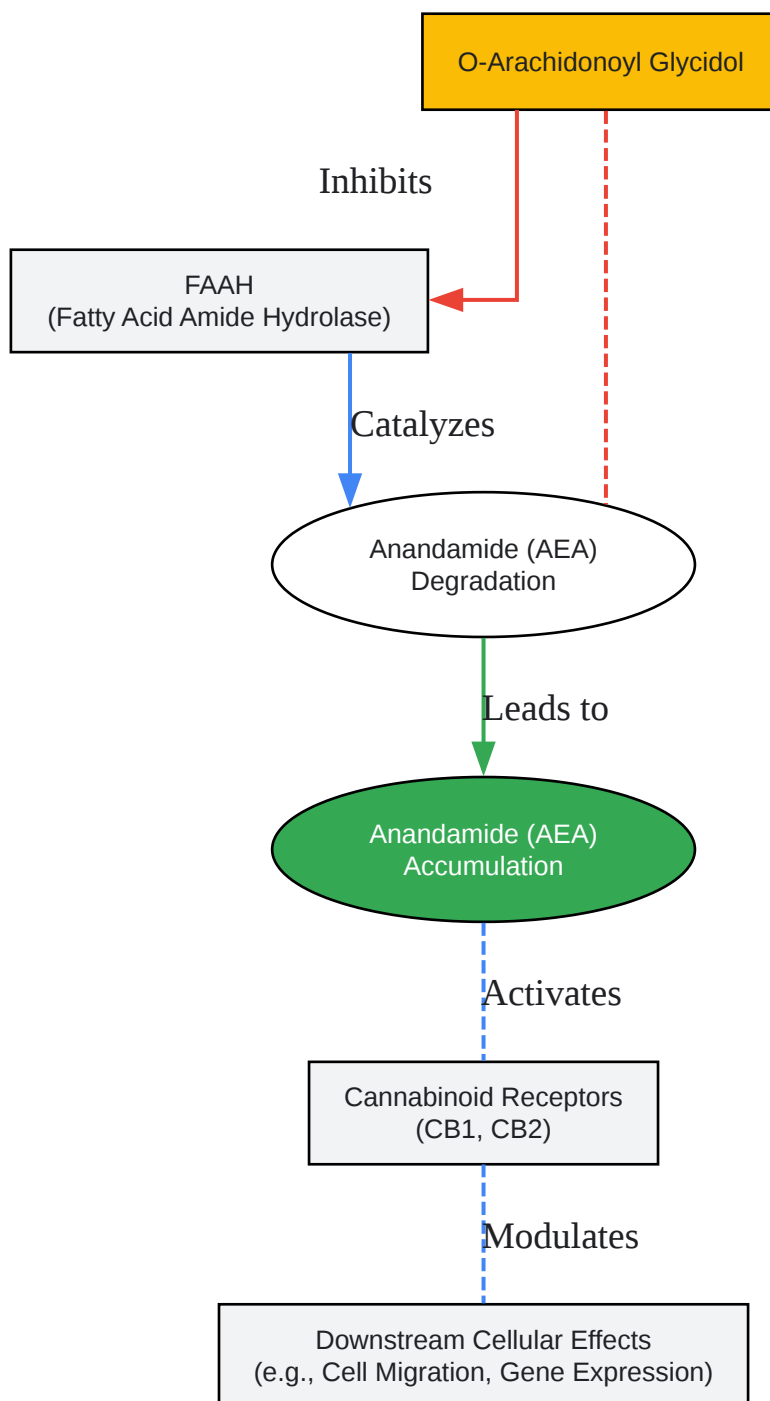 O-Arachidonoyl Glycidol
Inhibits
FAAH
(Fatty Acid Amide Hydrolase)
Catalyzes
Anandamide (AEA)
Degradation
Leads to
Anandamide (AEA)
Accumulation
Activates
Cannabinoid Receptors
(CB1, CB2)
Modulates
Downstream Cellular Effects
(e.g., Cell Migration, Gene Expression)